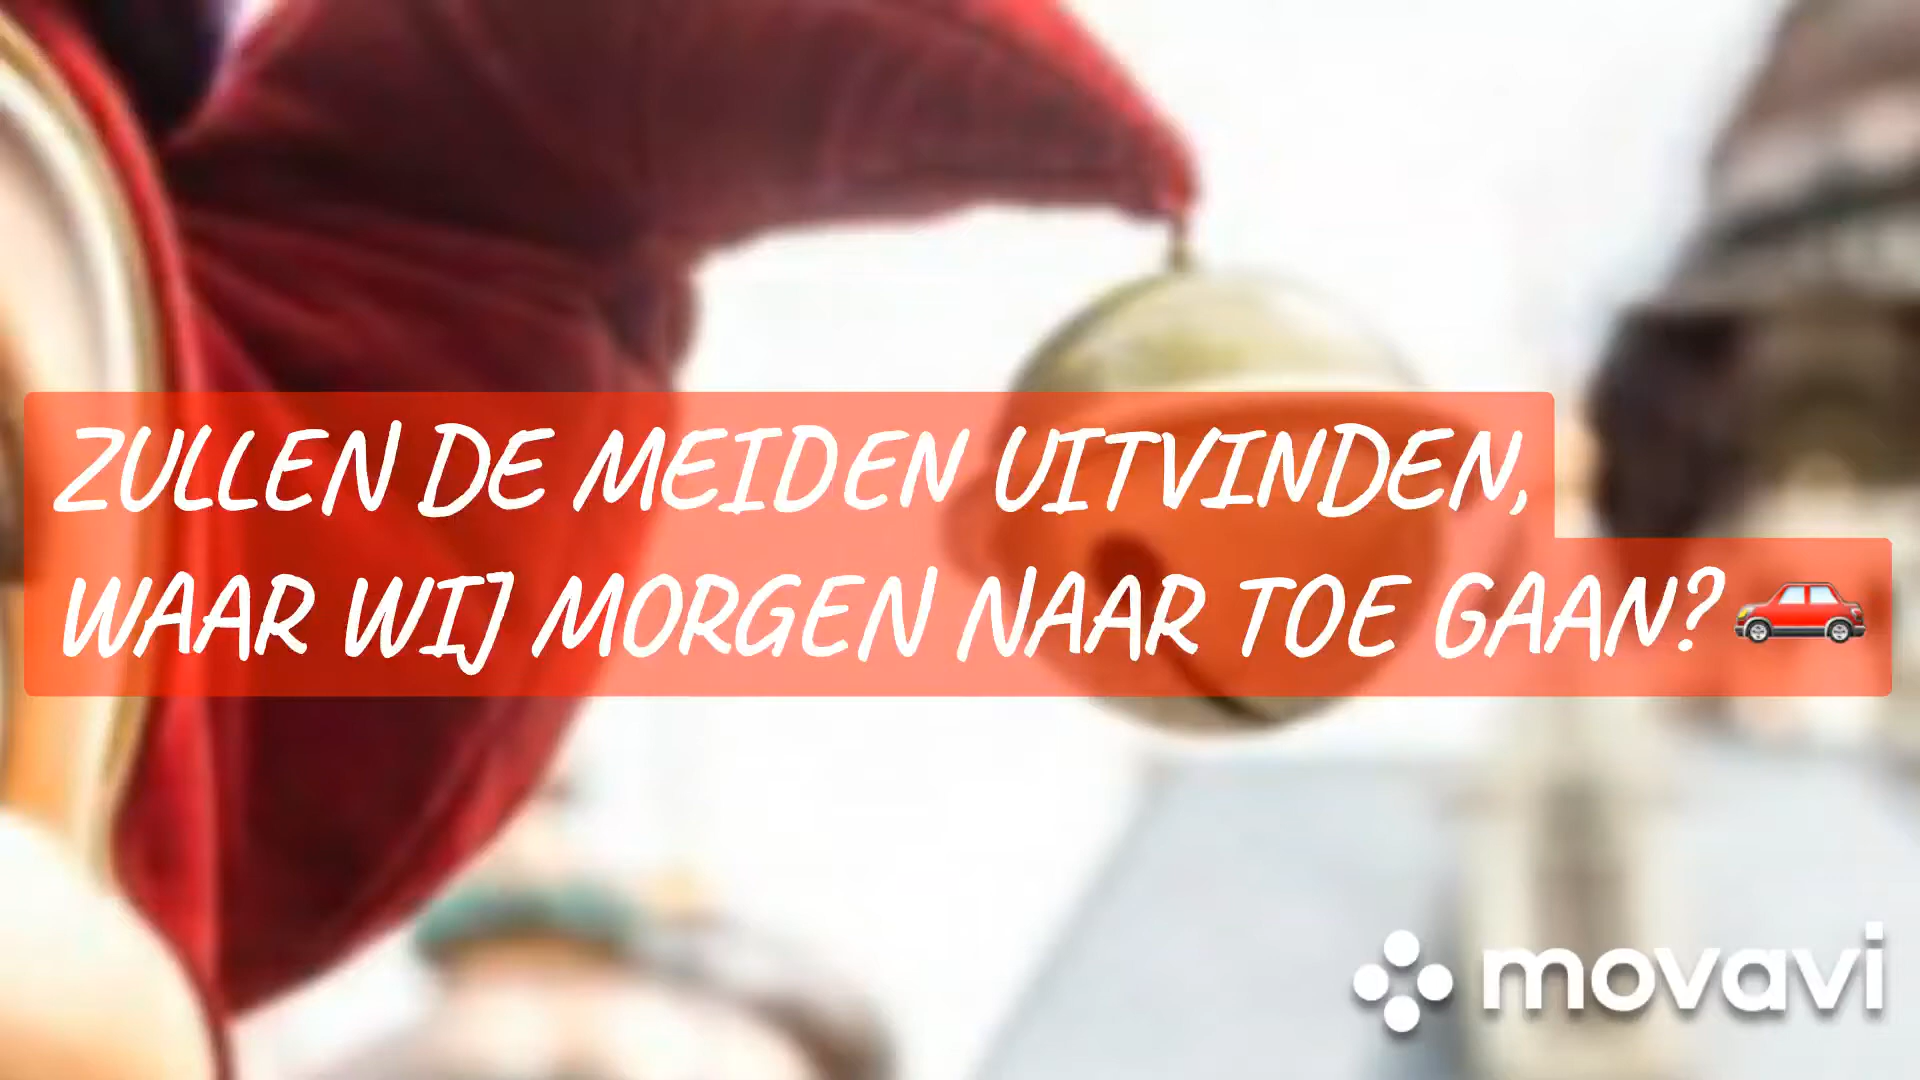 ZULLEN DE MEIDEN UITVINDEN,
WAAR WIJ MORGEN NAAR TOE GAAN? 🚗
movavi